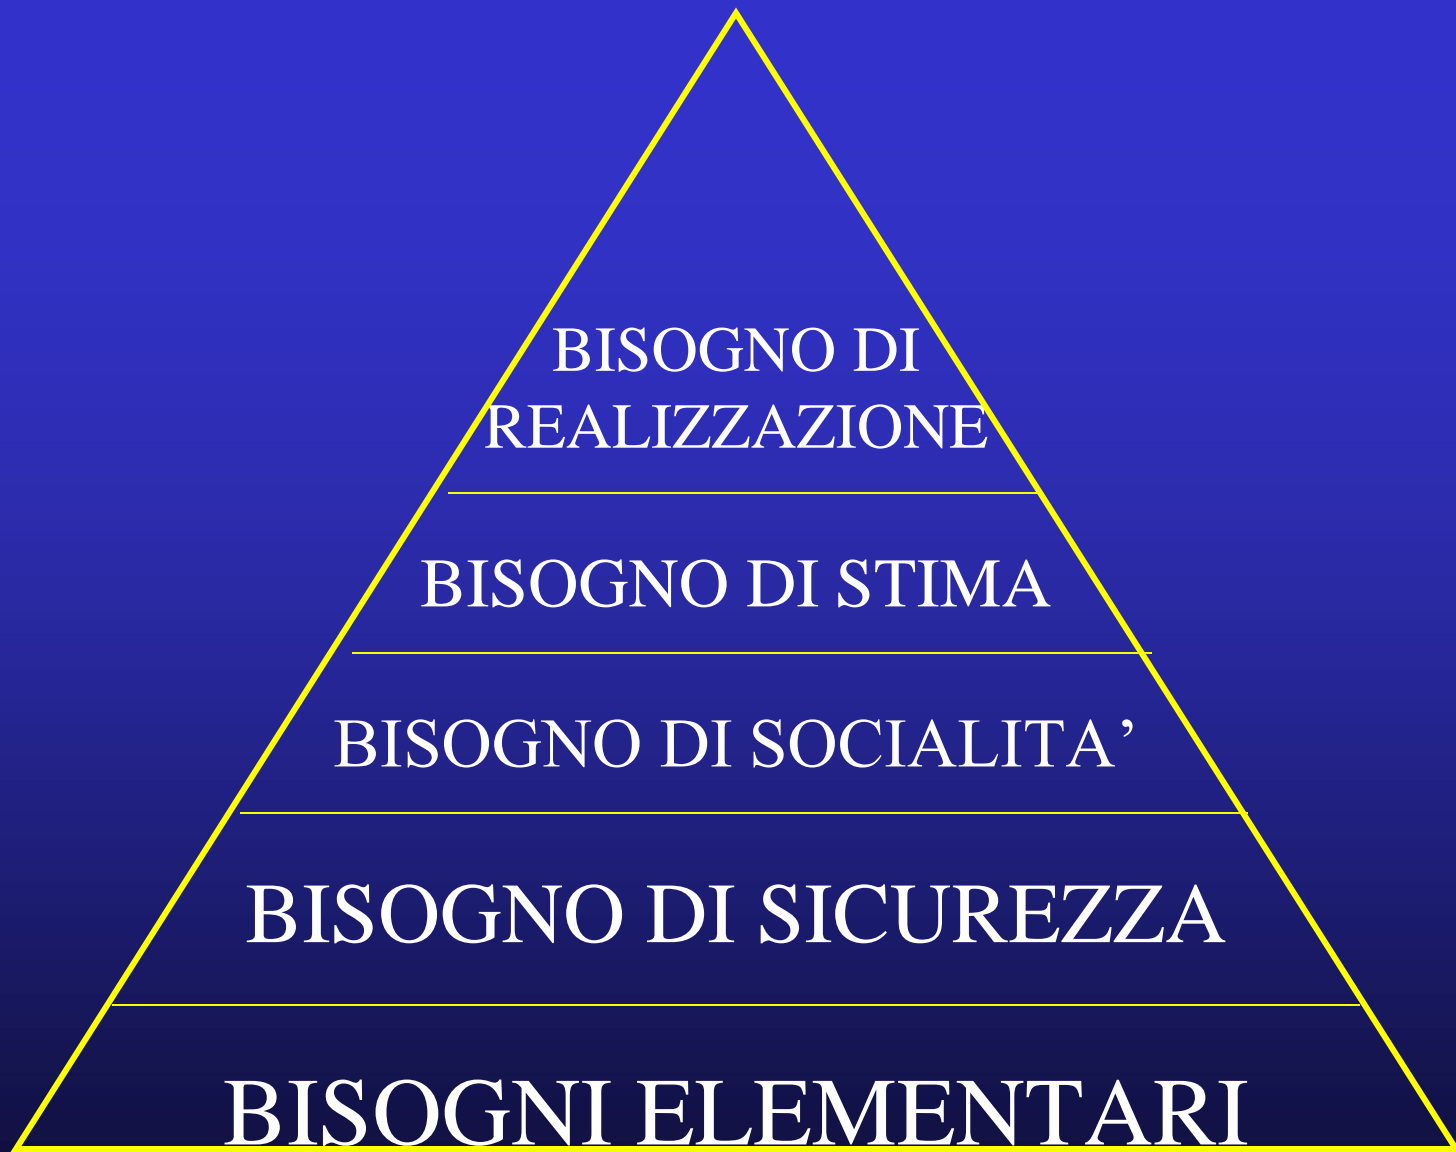 BISOGNO DI
REALIZZAZIONE
BISOGNO DI STIMA
BISOGNO DI SOCIALITA’
BISOGNO DI SICUREZZA
BISOGNI ELEMENTARI